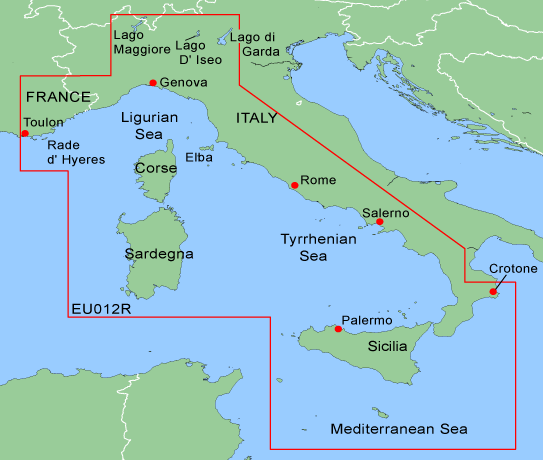 Lago
Maggiore
Lago
D' Iseo
Lago di
Garda
FRANCE
Genova
Toulon
Ligurian
Sea
ITALY
Rade
d' Hyeres
Elba
Corse
Rome
Salerno
Tyrrhenian
Sea
Sardegna
Crotone
EU012R
Palermo
Sicilia
Mediterranean Sea